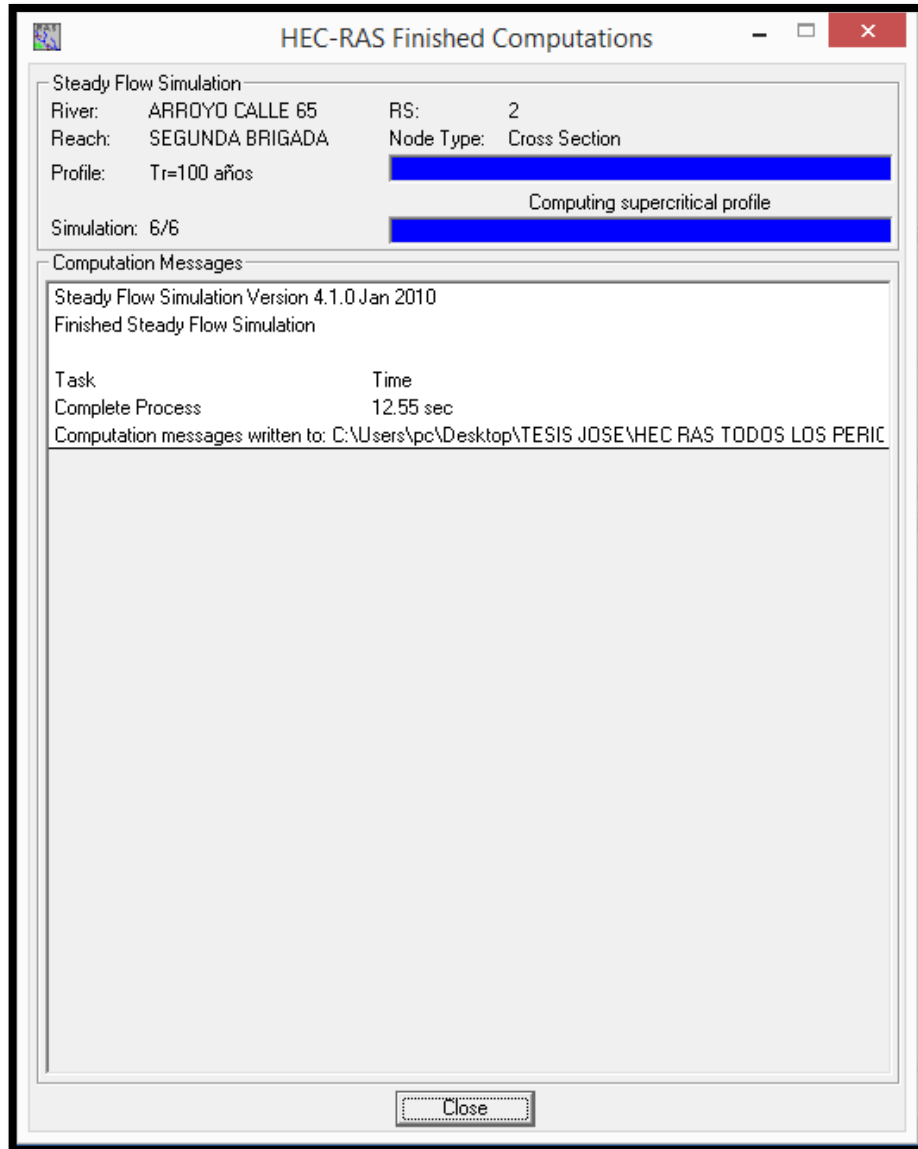 HEC-RAS Finished Computations
Steady Flow Simulation
River: ARROYO CALLE 65 RS: 2
Reach: SEGUNDA BRIGADA Node Type: Cross Section
Profile: Tr=100 años
Computing supercritical profile
Simulation: 6/6
Computation Messages
Steady Flow Simulation Version 4.1.0 Jan 2010
Finished Steady Flow Simulation
Task Time
Complete Process 12.55 sec
Computation messages written to: C:\Users\pc\Desktop\TESIS JOSE\HEC RAS TODOS LOS PERIC
Close